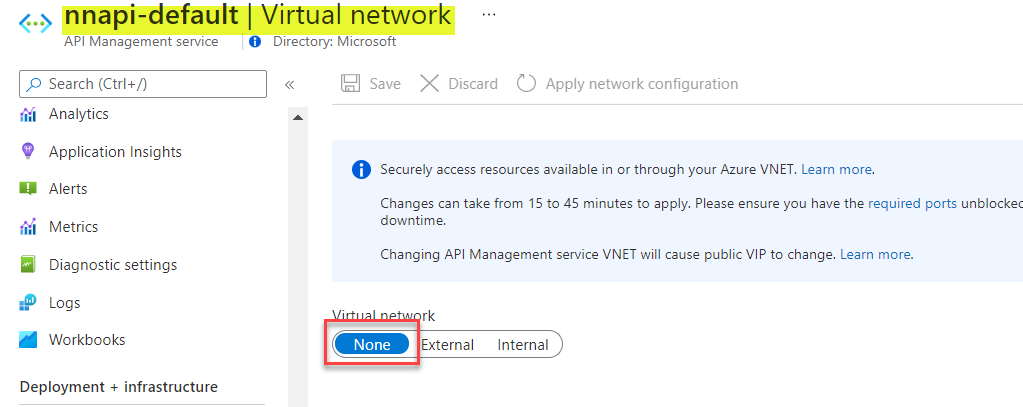 nnapi-default | Virtual network ...
API Management service
Directory: Microsoft
Search (Ctrl+/)
«
Save
Discard
Apply network configuration
Analytics
Application Insights
Alerts
Metrics
Diagnostic settings
Logs
Workbooks
Deployment + infrastructure
Securely access resources available in or through your Azure VNET. Learn more.
Changes can take from 15 to 45 minutes to apply. Please ensure you have the required ports unblocked
downtime.
Changing API Management service VNET will cause public VIP to change. Learn more.
Virtual network
None
External
Internal